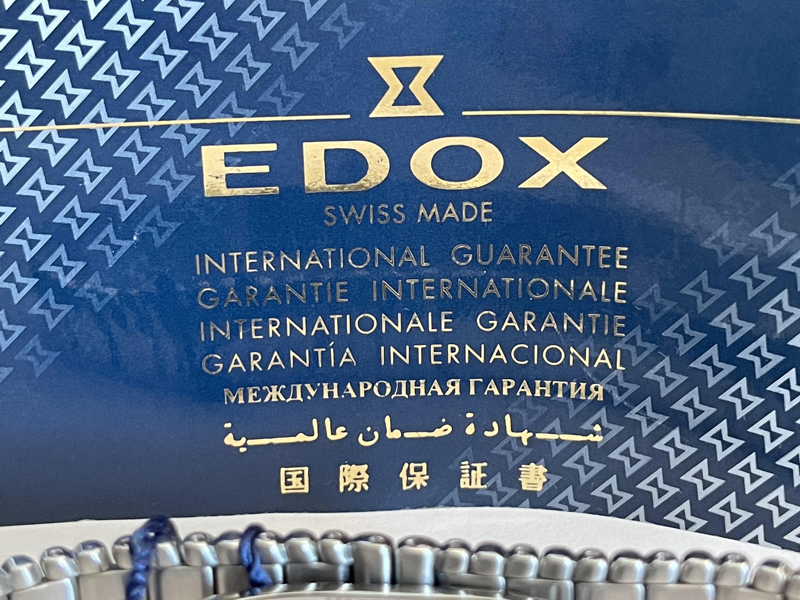 EDOX
SWISS MADE
INTERNATIONAL GUARANTEE
GARANTIE INTERNATIONALE
INTERNATIONALE GARANTIE
GARANTÍA INTERNACIONAL
МЕЖДУНАРОДНАЯ ГАРАНТИЯ
شهادة ضمان عالمية
国際保証書